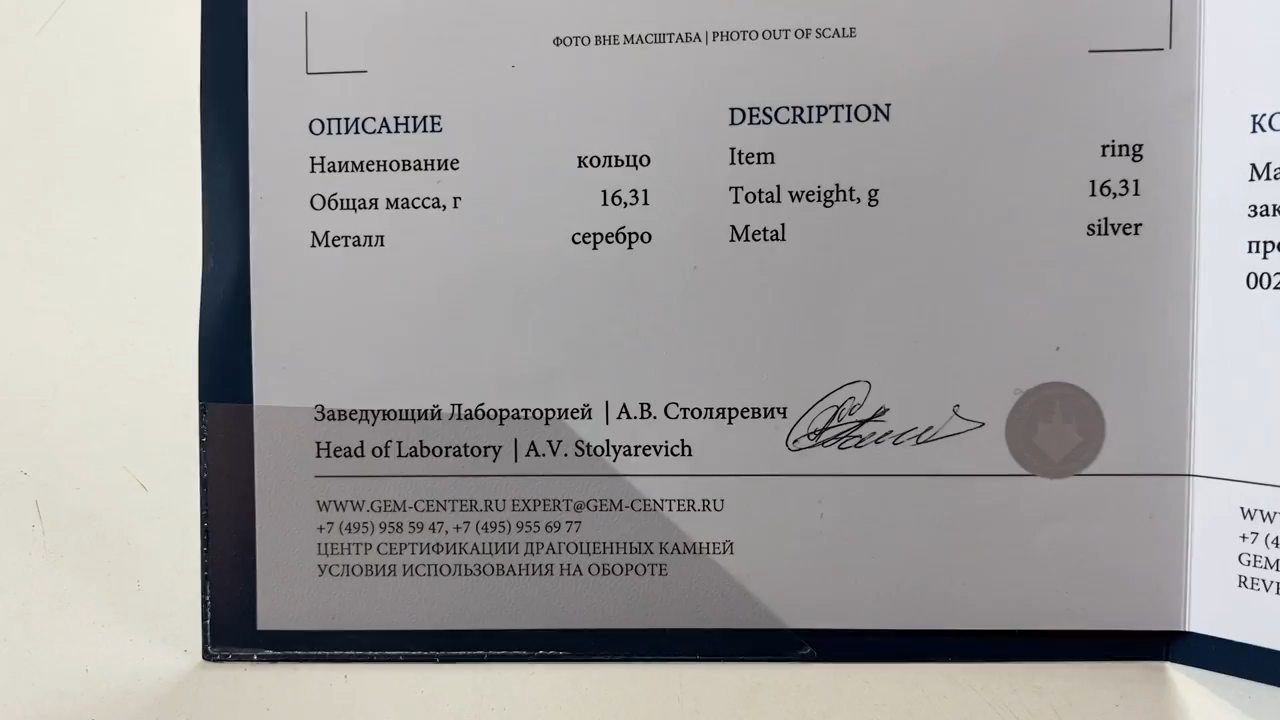 ФОТО ВНЕ МАСШТАБА | PHOTO OUT OF SCALE
ОПИСАНИЕ
Наименование кольцо
Общая масса, г 16,31
Металл серебро
DESCRIPTION
Item ring
Total weight, g 16,31
Metal silver
Заведующий Лабораторией | А.В. Столяревич
Head of Laboratory | A.V. Stolyarevich
WWW.GEM-CENTER.RU EXPERT@GEM-CENTER.RU
+7 (495) 958 59 47, +7 (495) 955 69 77
ЦЕНТР СЕРТИФИКАЦИИ ДРАГОЦЕННЫХ КАМНЕЙ
УСЛОВИЯ ИСПОЛЬЗОВАНИЯ НА ОБОРОТЕ
002
GEM